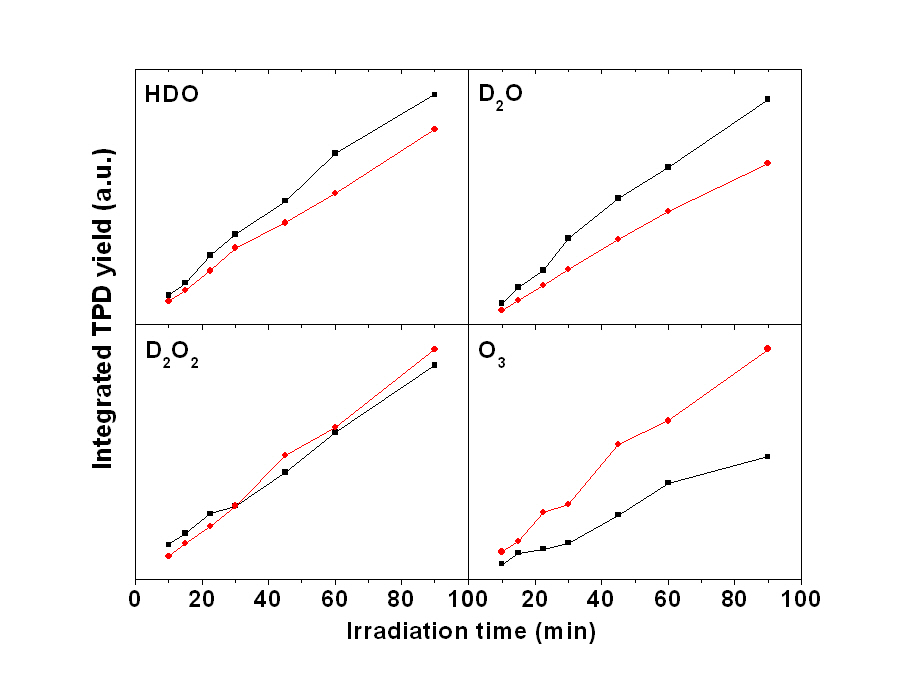 HDO
D₂O
Integrated TPD yield (a.u.)
D₂O₂
O₃
0 20 40 60 80 100 20 40 60 80 100
Irradiation time (min)